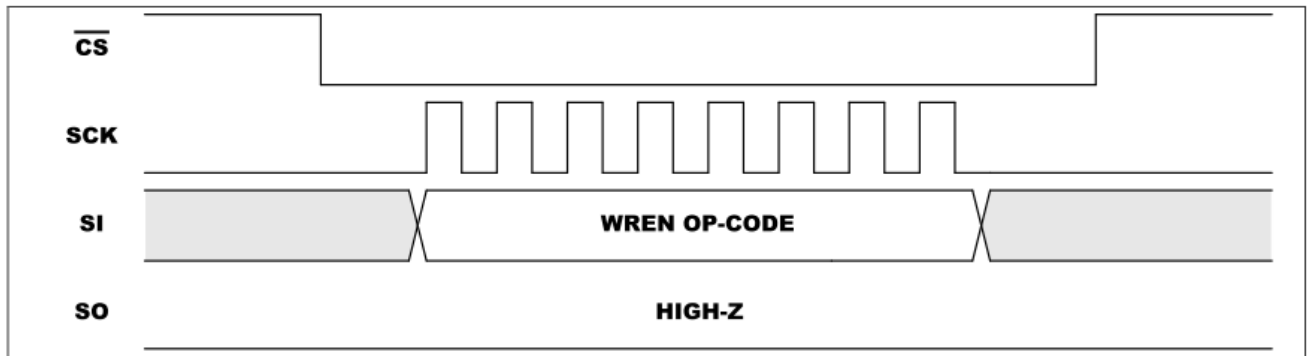 CS
SCK
SI
WREN OP-CODE
SO
HIGH-Z